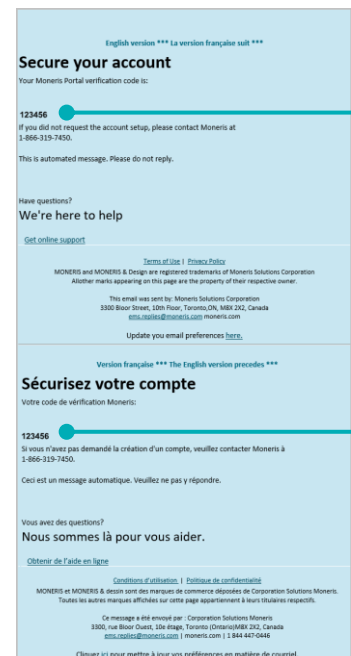 English version *** La version française suit ***
Secure your account
Your Moneris Portal verification code is:
123456
If you did not request the account setup, please contact Moneris at
1-866-319-7450.
This is automated message. Please do not reply.
Have questions?
We're here to help
Get online support
Terms of Use | Privacy Policy
MONERIS and MONERIS & Design are registered trademarks of Moneris Solutions Corporation
Allother marks appearing on this page are the property of their respective owner.
This email was sent by: Moneris Solutions Corporation
3300 Bloor Street, 10th Floor, Toronto,ON, M8X 2X2, Canada
ems.replies@moneris.com moneris.com
Update you email preferences here.
Version française *** The English version precedes ***
Sécurisez votre compte
Votre code de vérification Moneris:
123456
Si vous n'avez pas demandé la création d'un compte, veuillez contacter Moneris à
1-866-319-7450.
Ceci est un message automatique. Veuillez ne pas y répondre.
Vous avez des questions?
Nous sommes là pour vous aider.
Obtenir de l'aide en ligne
Conditions d'utilisation | Politique de confidentialité
MONERIS et MONERIS & dessin sont des marques de commerce déposées de Corporation Solutions Moneris.
Toutes les autres marques affichées sur cette page appartiennent à leurs titulaires respectifs.
Ce message a été envoyé par : Corporation Solutions Moneris
3300, rue Bloor Ouest, 10e étage, Toronto (Ontario)M8X 2X2, Canada
ems.replies@moneris.com | moneris.com | 1 844 447-0446
Cliquez ici pour mettre à jour vos préférences en matière de courriel